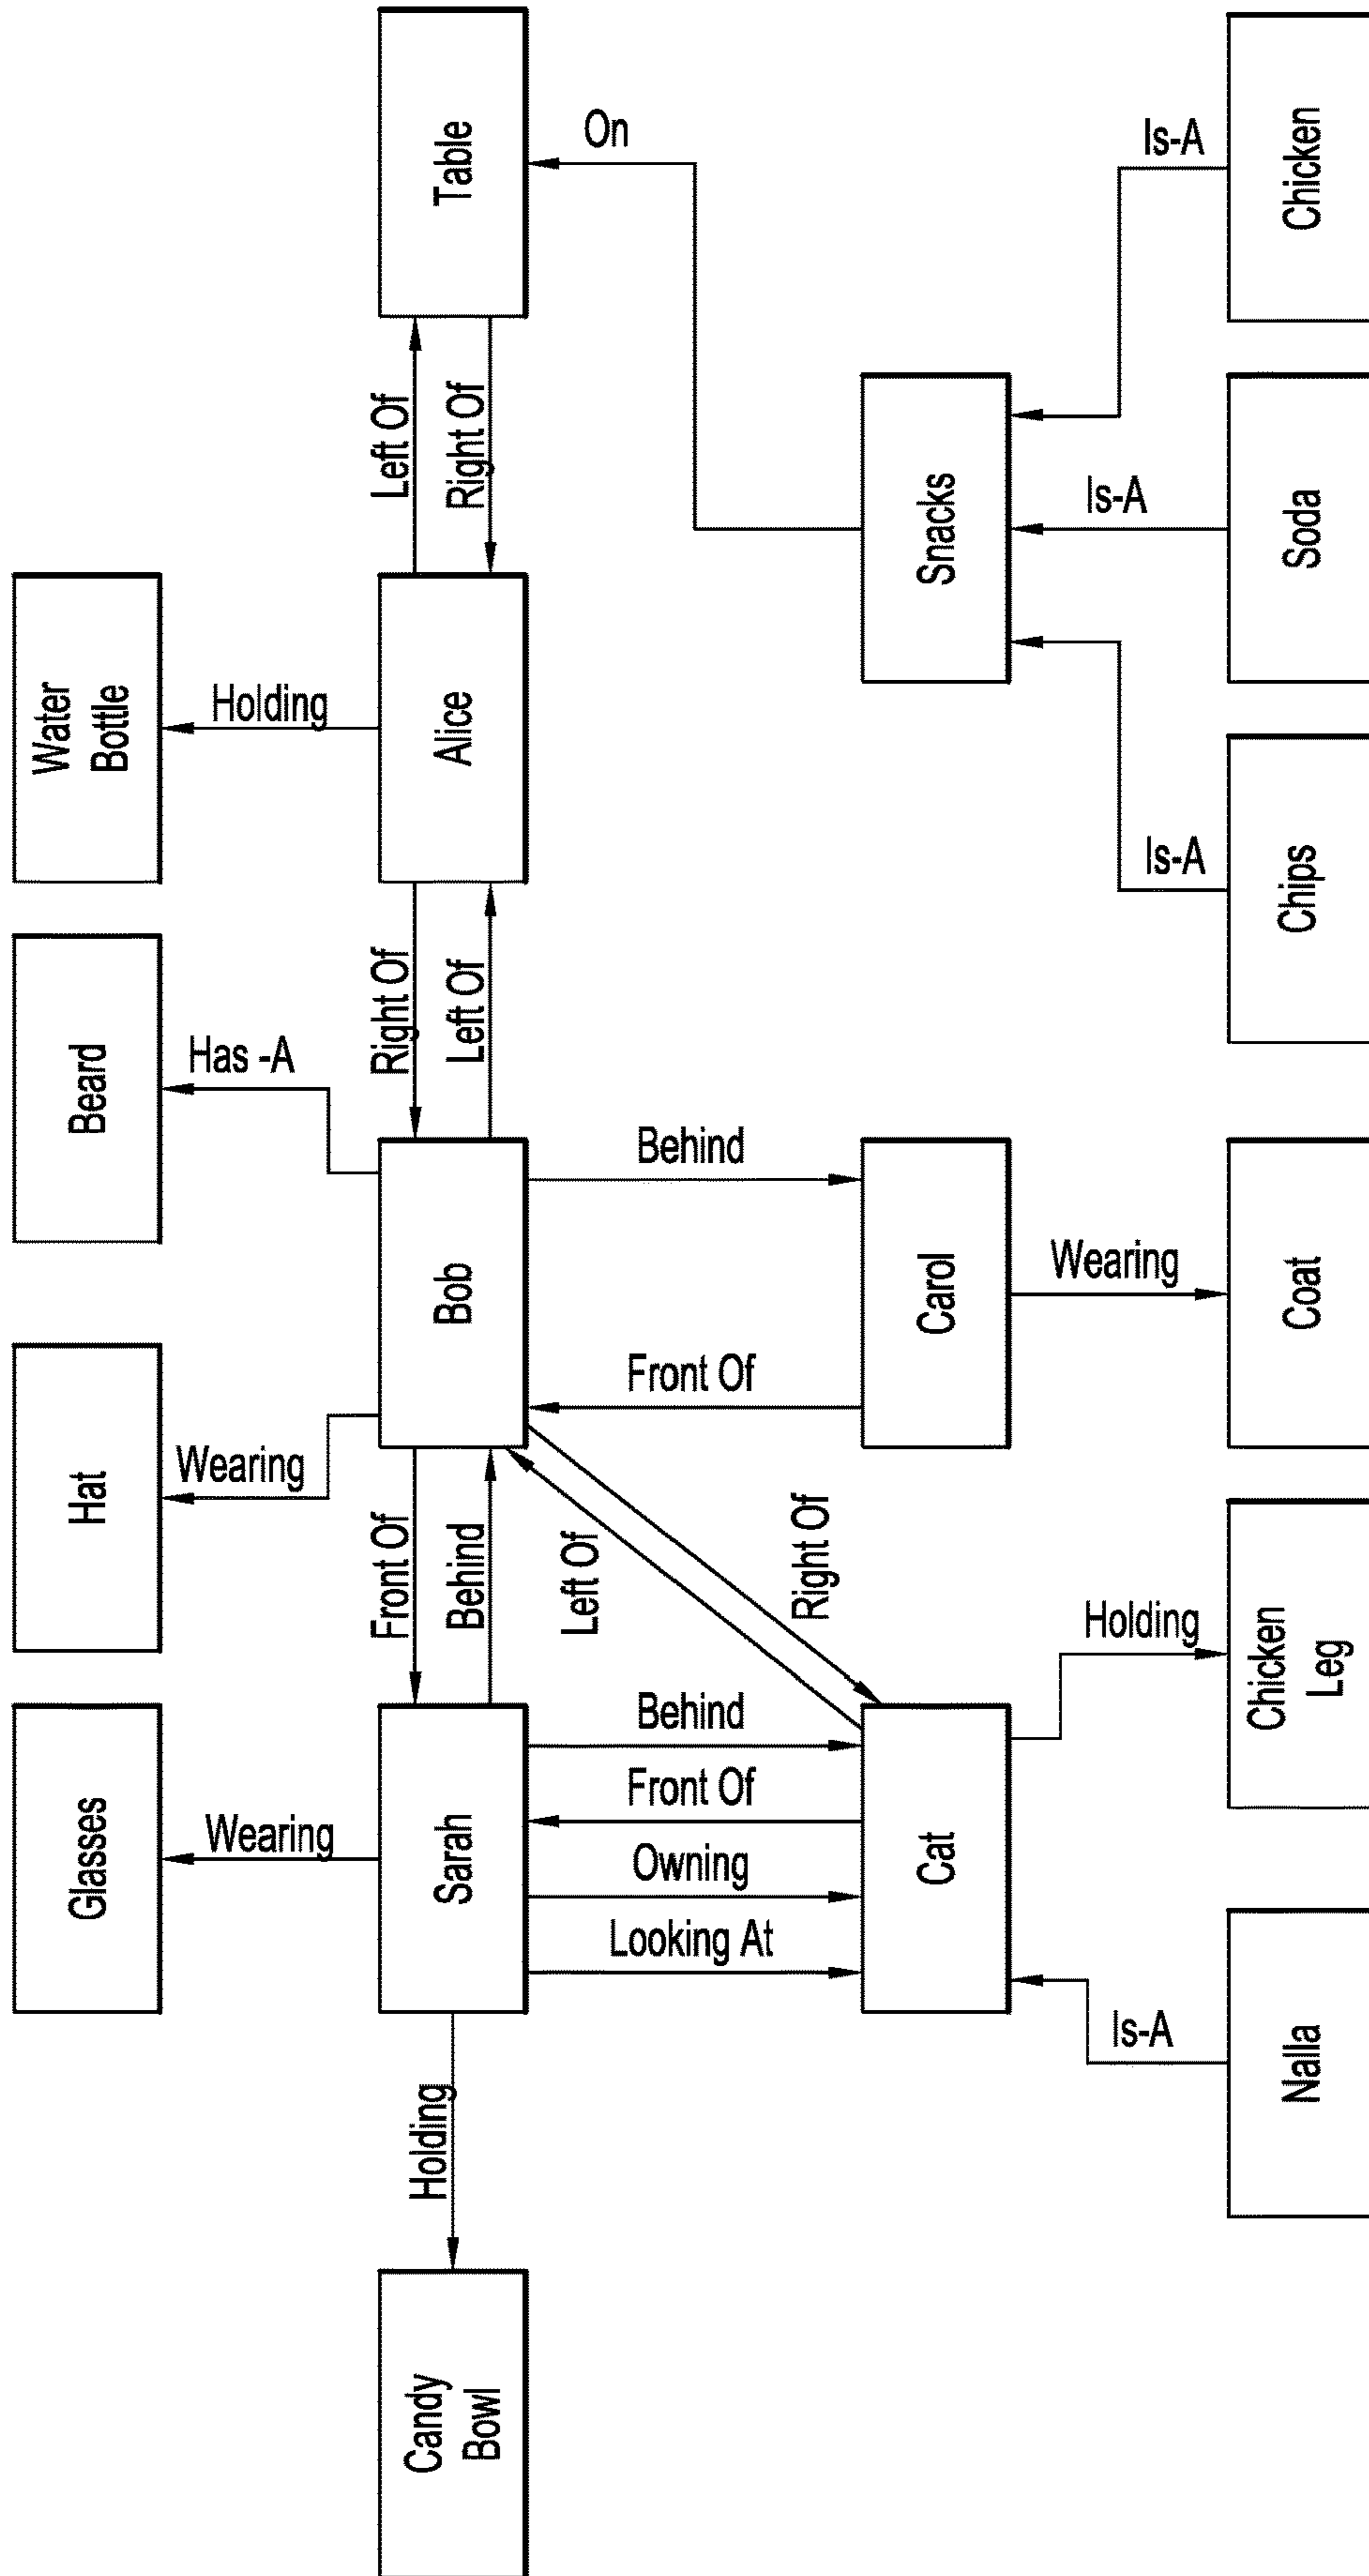 Water
Bottle
Beard
Hat
Glasses
Holding
Has -A
Wearing
Wearing
Table
Left Of
Right Of
Alice
Right Of
Left Of
Bob
Front Of
Behind
Sarah
Holding
Candy
Bowl
On
Behind
Front Of
Left Of
Right Of
Behind
Front Of
Owning
Looking At
Snacks
Carol
Cat
Is-A
Is-A
Is-A
Wearing
Holding
Is-A
Chicken
Soda
Chips
Coat
Chicken
Leg
Nalla